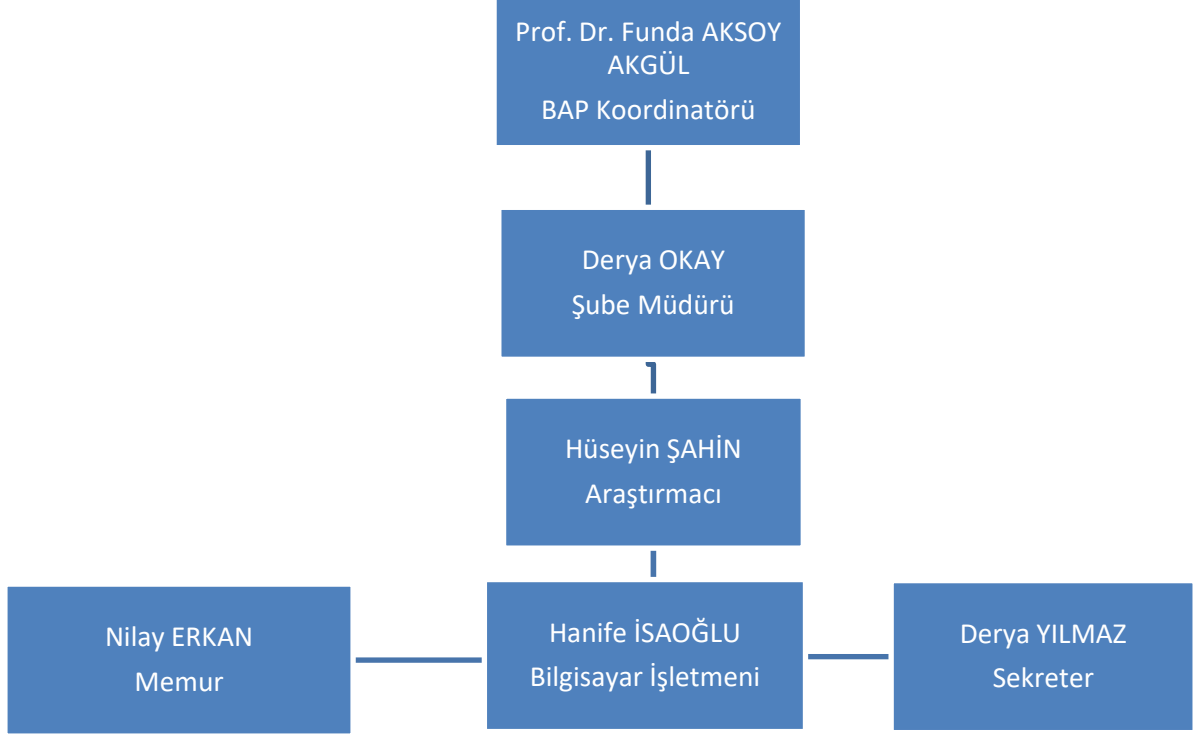 Prof. Dr. Funda AKSOY
AKGÜL
BAP Koordinatörü
Derya OKAY
Şube Müdürü
Hüseyin ŞAHİN
Araştırmacı
Nilay ERKAN
Memur
Hanife İSAOĞLU
Bilgisayar İşletmeni
Derya YILMAZ
Sekreter